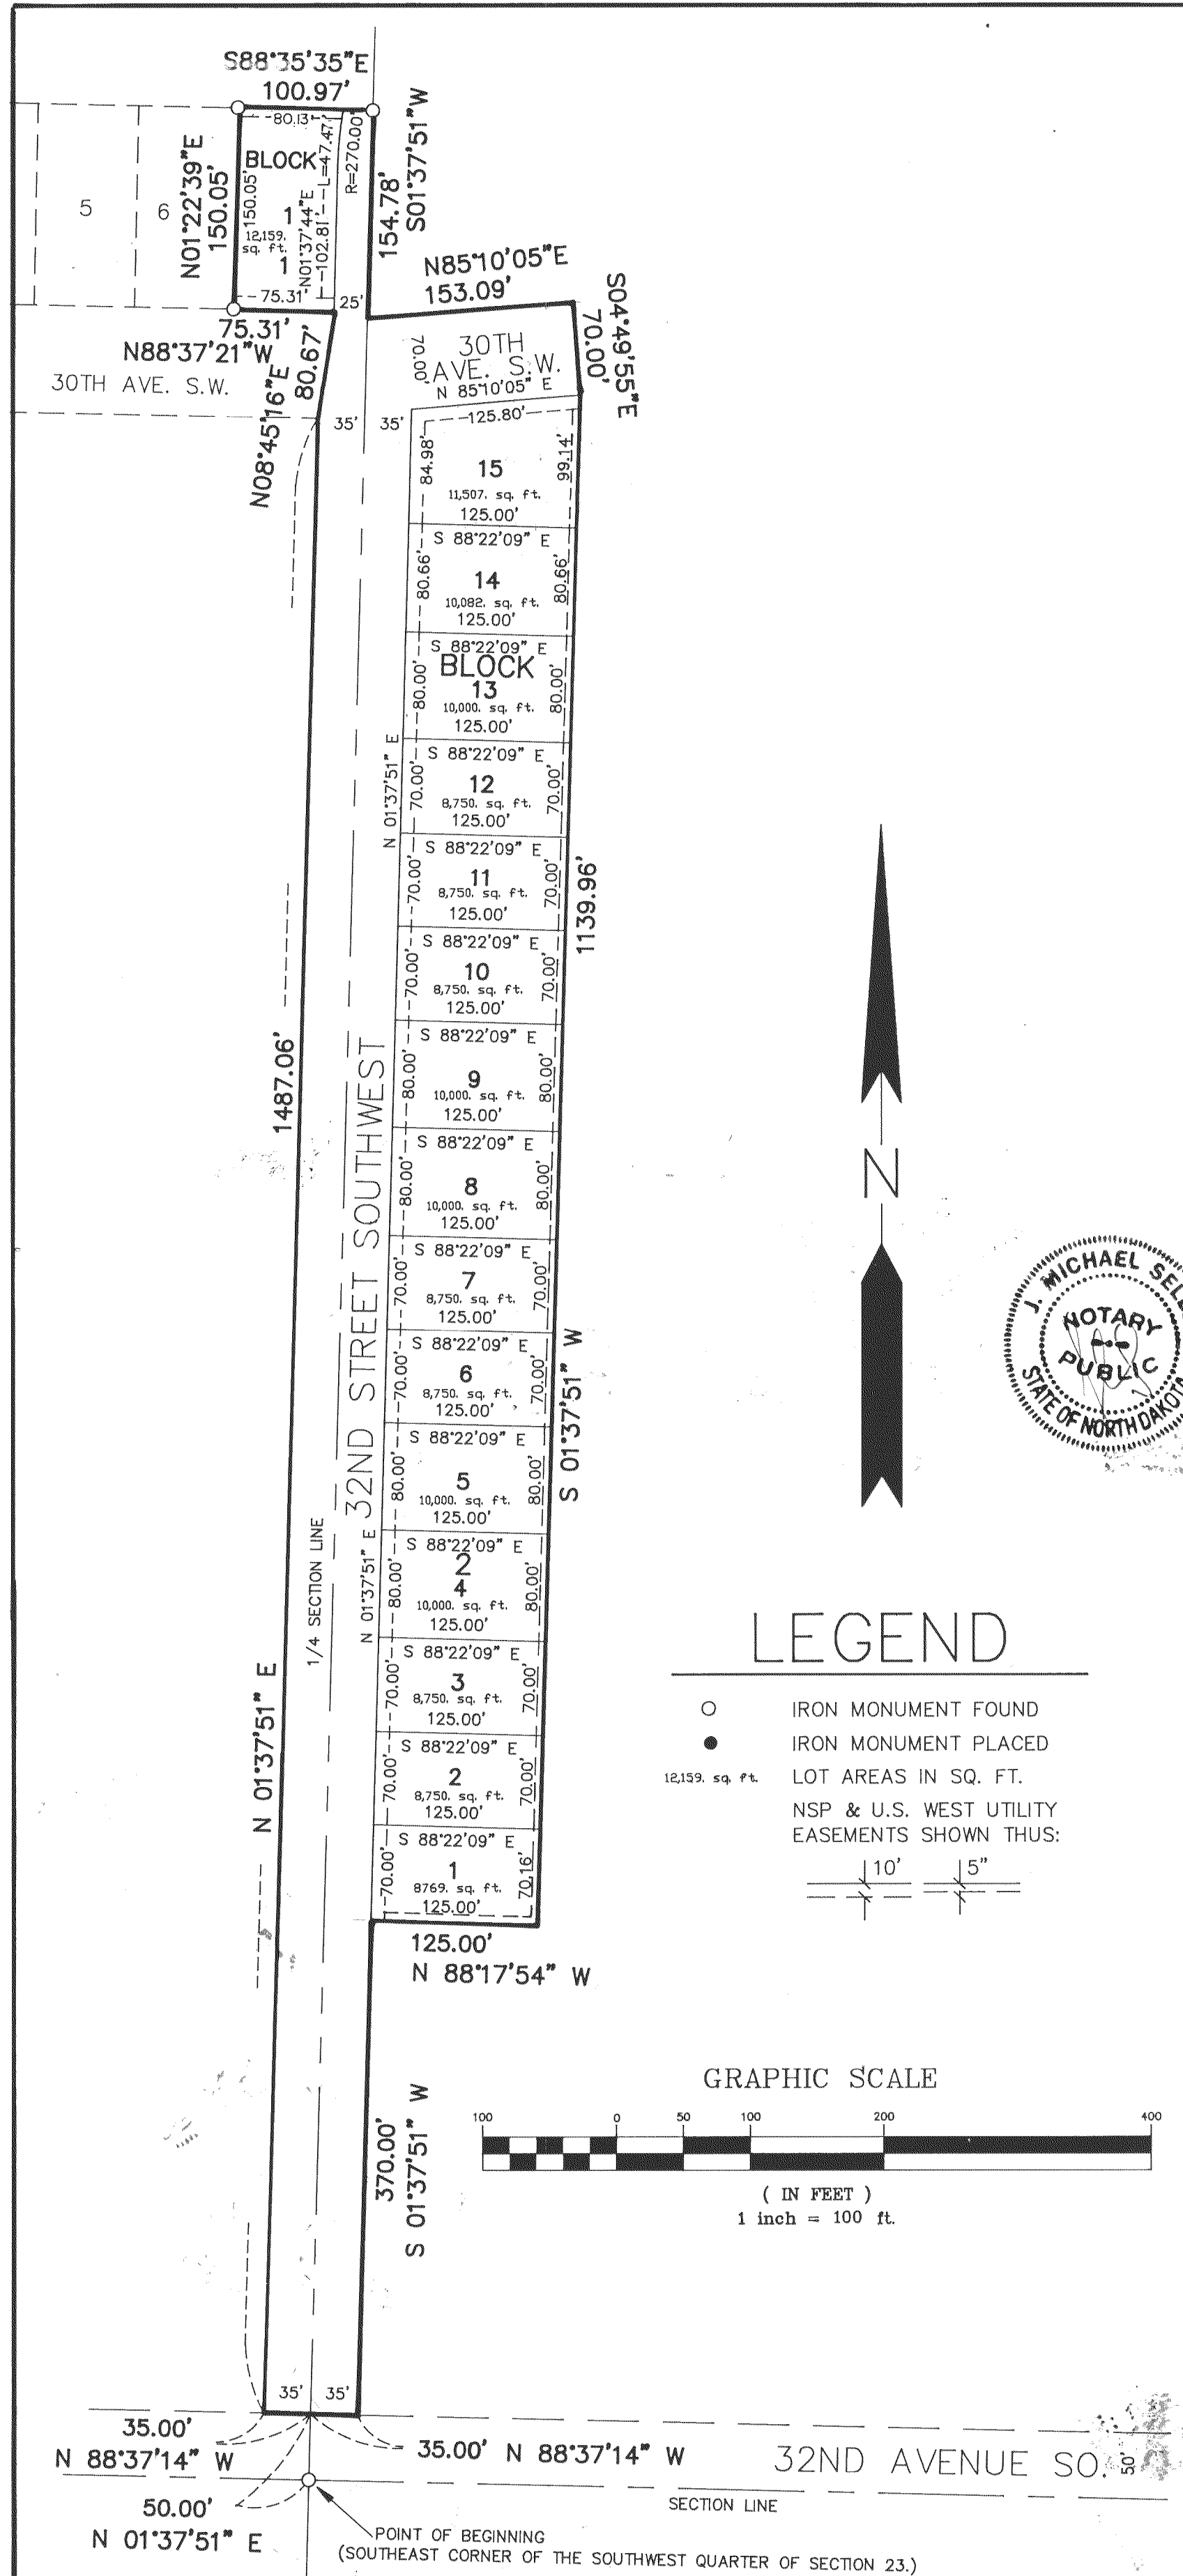 S88°35'35"E
100.97'
80.13'
L=47.47'
R=270.00'
N01°22'39"E
150.05'
BLOCK
150.05'
1
12,159.
sq. ft.
1
N01°37'44"E
102.81'
154.78'
S01°37'51"W
5
6
75.31'
25'
75.31'
N88°37'21"W
80.67'
N08°45'16"E
30TH AVE. S.W.
N85°10'05"E
153.09'
S04°49'55"E
70.00'
70.00'
30TH
AVE. S.W.
N 85°10'05" E
35'
35'
125.80'
84.98'
99.14'
15
11,507. sq. ft.
125.00'
S 88°22'09" E
80.66'
14
80.66'
10,082. sq. ft.
125.00'
S 88°22'09" E
BLOCK
80.00'
13
80.00'
10,000. sq. ft.
125.00'
N 01°37'51" E
S 88°22'09" E
70.00'
12
70.00'
8,750. sq. ft.
125.00'
S 88°22'09" E
70.00'
11
70.00'
8,750. sq. ft.
125.00'
1139.96'
S 88°22'09" E
70.00'
10
70.00'
8,750. sq. ft.
125.00'
S 88°22'09" E
80.00'
9
80.00'
10,000. sq. ft.
125.00'
1487.06'
32ND STREET SOUTHWEST
S 88°22'09" E
80.00'
8
80.00'
10,000. sq. ft.
125.00'
S 88°22'09" E
70.00'
7
70.00'
8,750. sq. ft.
125.00'
S 88°22'09" E
70.00'
6
70.00'
8,750. sq. ft.
125.00'
S 01°37'51" W
S 88°22'09" E
80.00'
5
80.00'
10,000. sq. ft.
125.00'
1/4 SECTION LINE
N 01°37'51" E
S 88°22'09" E
2
80.00'
4
80.00'
10,000. sq. ft.
125.00'
S 88°22'09" E
70.00'
3
70.00'
8,750. sq. ft.
125.00'
N 01°37'51" E
S 88°22'09" E
70.00'
2
70.00'
8,750. sq. ft.
125.00'
S 88°22'09" E
70.00'
1
70.16'
8769. sq. ft.
125.00'
125.00'
N 88°17'54" W
370.00'
S 01°37'51" W
N
J. MICHAEL SEL
NOTARY
PUBLIC
STATE OF NORTH DAKOTA
LEGEND
IRON MONUMENT FOUND
IRON MONUMENT PLACED
12,159. sq. ft. LOT AREAS IN SQ. FT.
NSP & U.S. WEST UTILITY
EASEMENTS SHOWN THUS:
10' 5"
GRAPHIC SCALE
100 0 50 100 200 400
( IN FEET )
1 inch = 100 ft.
35' 35'
35.00'
N 88°37'14" W
35.00' N 88°37'14" W
32ND AVENUE SO.
50'
SECTION LINE
50.00'
N 01°37'51" E
POINT OF BEGINNING
(SOUTHEAST CORNER OF THE SOUTHWEST QUARTER OF SECTION 23.)